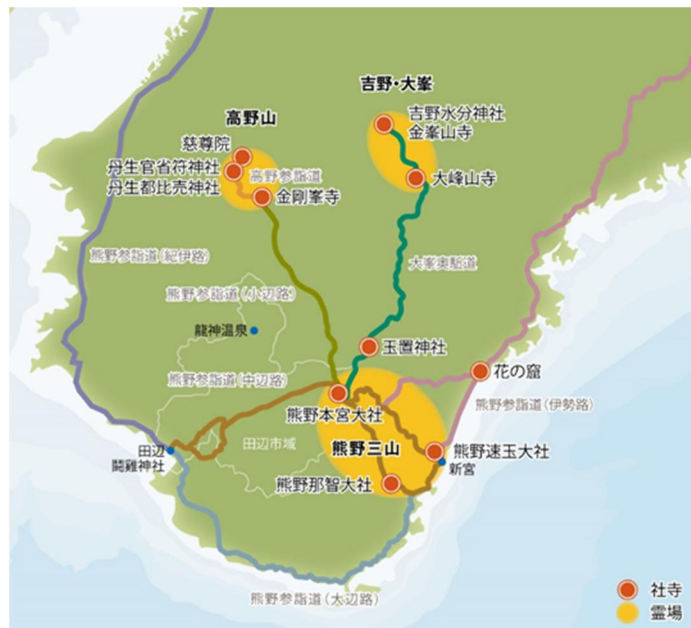 吉野・大峯
吉野水分神社
金峯山寺
高野山
慈尊院
丹生官省符神社
丹生都比売神社
高野参詣道
金剛峯寺
大峰山寺
熊野参詣道(紀伊路)
大峯奥駈道
熊野参詣道(小辺路)
龍神温泉
玉置神社
熊野参詣道(中辺路)
花の窟
熊野本宮大社
熊野参詣道(伊勢路)
田辺
鬪雞神社
田辺市域
熊野三山
熊野速玉大社
新宮
熊野那智大社
熊野参詣道(大辺路)
社寺
霊場